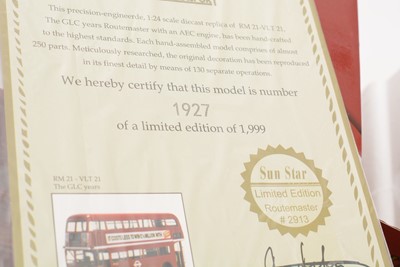 This precision-engineerde, 1:24 scale diecast replica of RM 21-VLT 21,
The GLC years Routemaster with an AEC engine, has been hand-crafted
to the highest standards. Each hand-assembled model comprises of almost
250 parts. Meticulously researched, the original decoration has been reproduced
in its finest detail by means of 130 separate operations.
We hereby certify that this model is number
1927
of a limited edition of 1,999
Sun Star
Limited Edition
Routemaster
# 2913
RM 21 - VLT 21
The GLC years